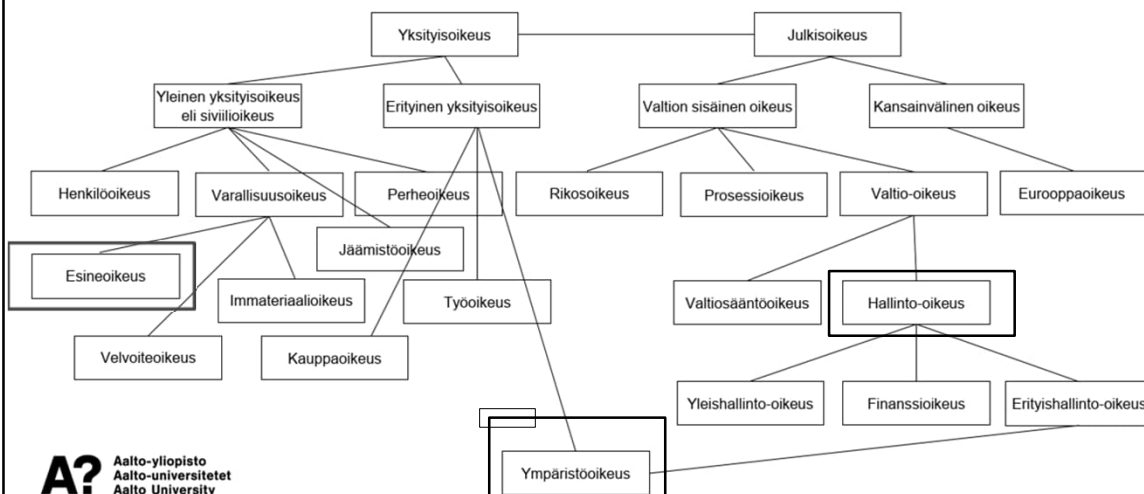 Yksityisoikeus
Julkisoikeus
Yleinen yksityisoikeus
eli siviilioikeus
Erityinen yksityisoikeus
Valtion sisäinen oikeus
Kansainvälinen oikeus
Henkilöoikeus
Varallisuusoikeus
Perheoikeus
Rikosoikeus
Prosessioikeus
Valtio-oikeus
Eurooppaoikeus
Jäämistöoikeus
Esineoikeus
Immateriaalioikeus
Työoikeus
Valtiosääntöoikeus
Hallinto-oikeus
Velvoiteoikeus
Kauppaoikeus
Yleishallinto-oikeus
Finanssioikeus
Erityishallinto-oikeus
Ympäristöoikeus
A?
Aalto-yliopisto
Aalto-universitetet
Aalto University